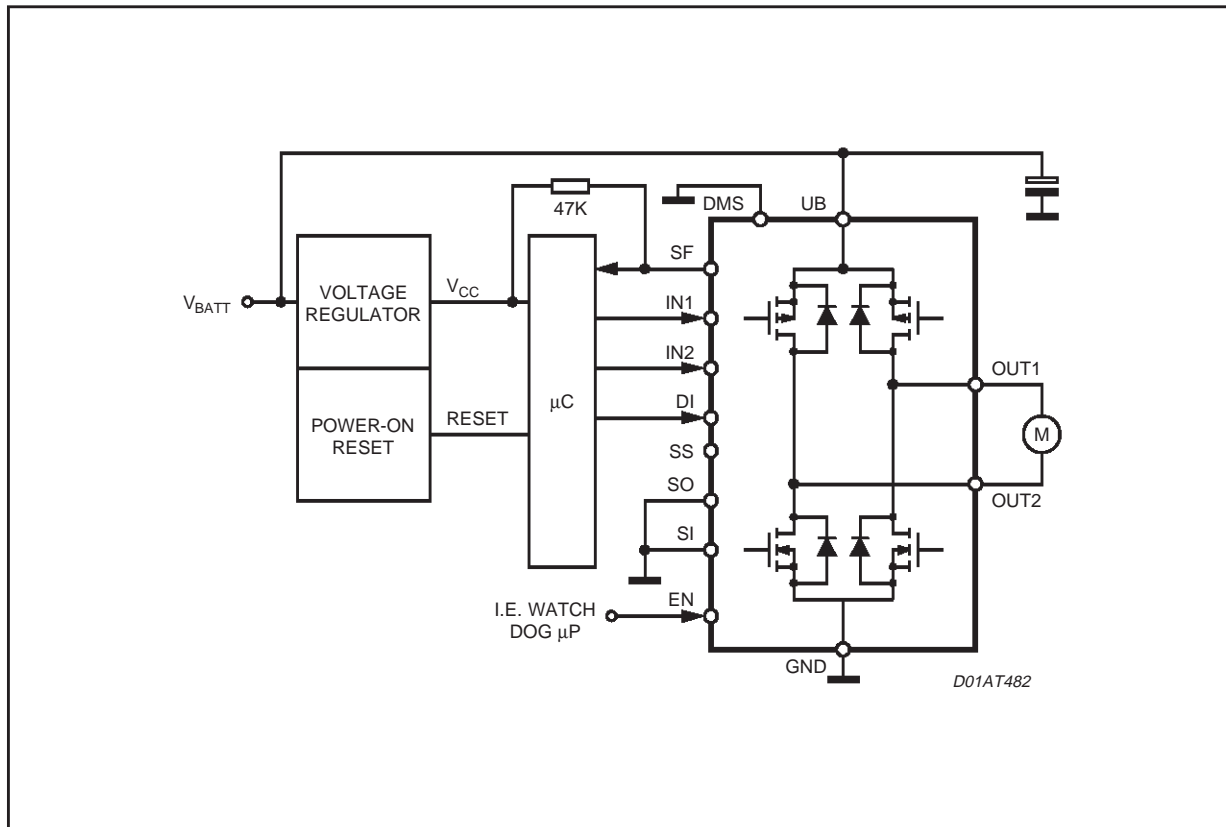 DMS
UB
47K
SF
V_BATT
VOLTAGE
REGULATOR
V_CC
IN1
IN2
OUT1
μC
DI
POWER-ON
RESET
RESET
M
SS
SO
OUT2
SI
EN
I.E. WATCH
DOG μP
GND
D01AT482